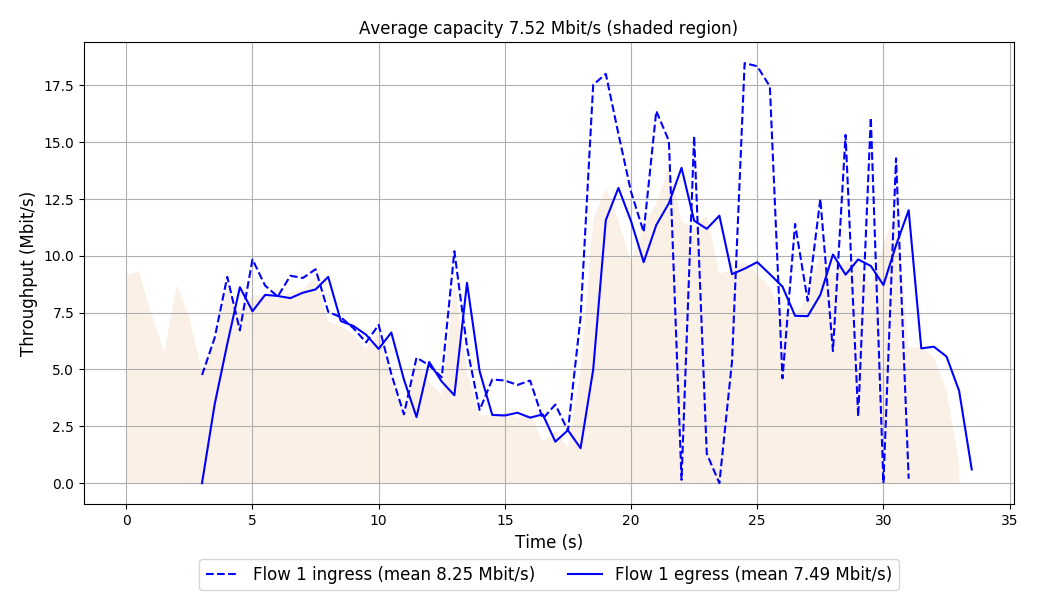 Average capacity 7.52 Mbit/s (shaded region)
Throughput (Mbit/s)
17.5
15.0
12.5
10.0
7.5
5.0
2.5
0.0
0 5 10 15 20 25 30 35
Time (s)
Flow 1 ingress (mean 8.25 Mbit/s) Flow 1 egress (mean 7.49 Mbit/s)